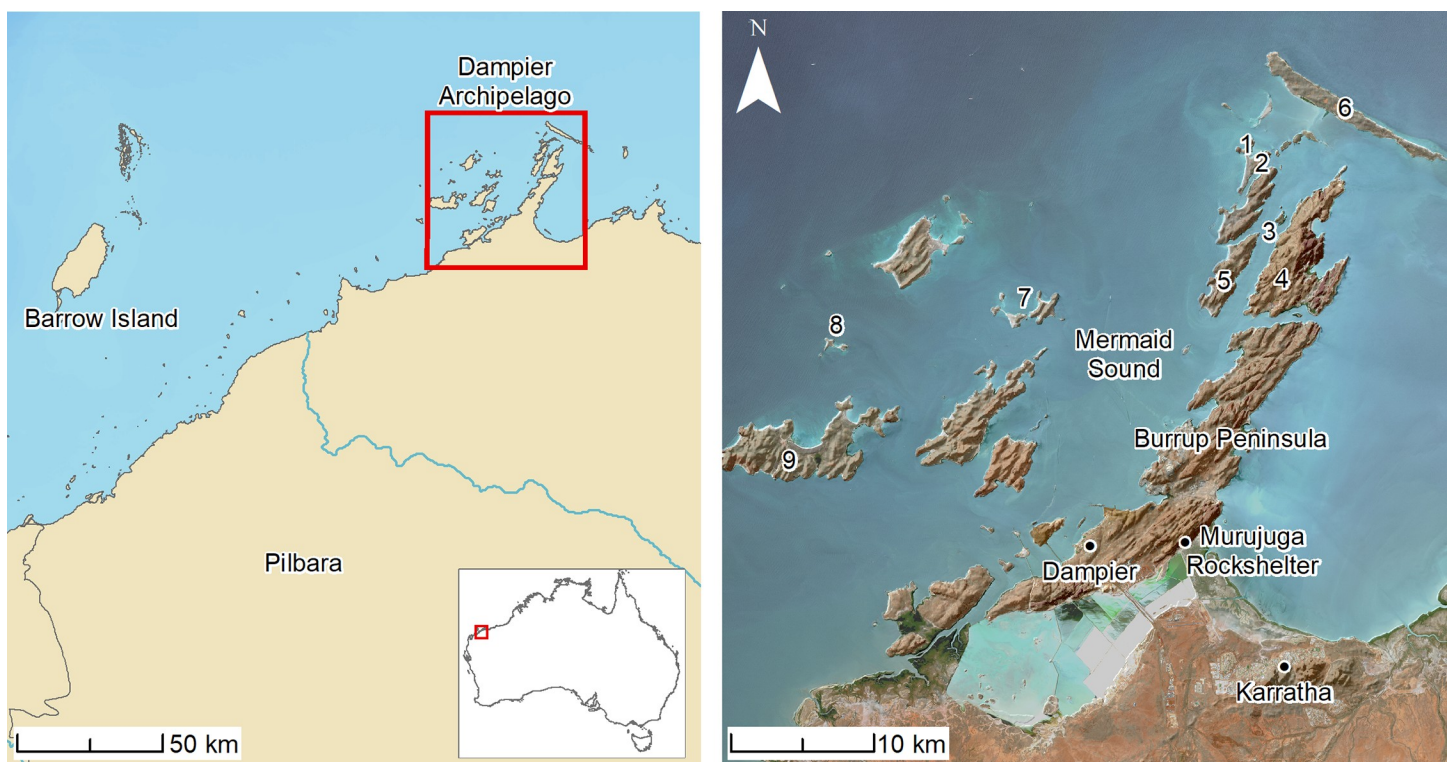 Dampier
Archipelago
Barrow Island
Pilbara
50 km
N
1
2
3
4
5
6
7
8
9
Mermaid
Sound
Burrup Peninsula
Dampier
Murujuga
Rockshelter
Karratha
10 km